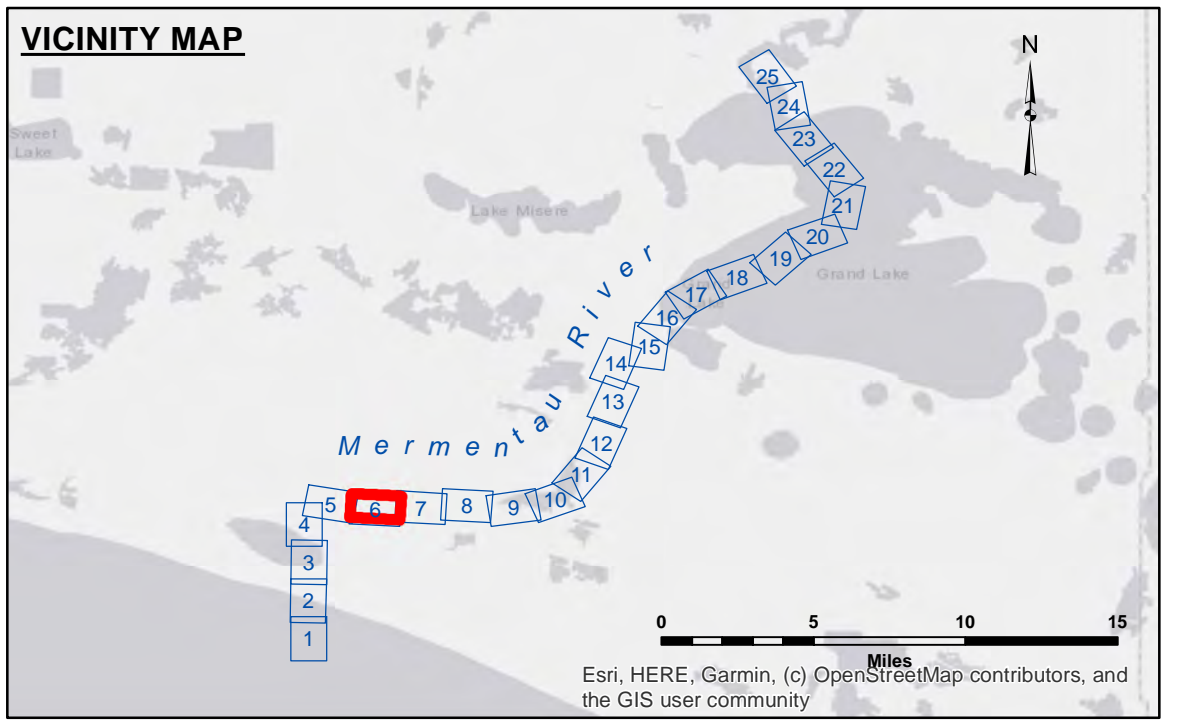 VICINITY MAP
N
25
24
23
22
21
20
19
18
17
16
15
14
13
12
11
10
9
8
7
6
5
4
3
2
1
Sweet
Lake
Lake Misere
Grand Lake
Mermentau River
0 5 10 15
Miles
Esri, HERE, Garmin, (c) OpenStreetMap contributors, and
the GIS user community